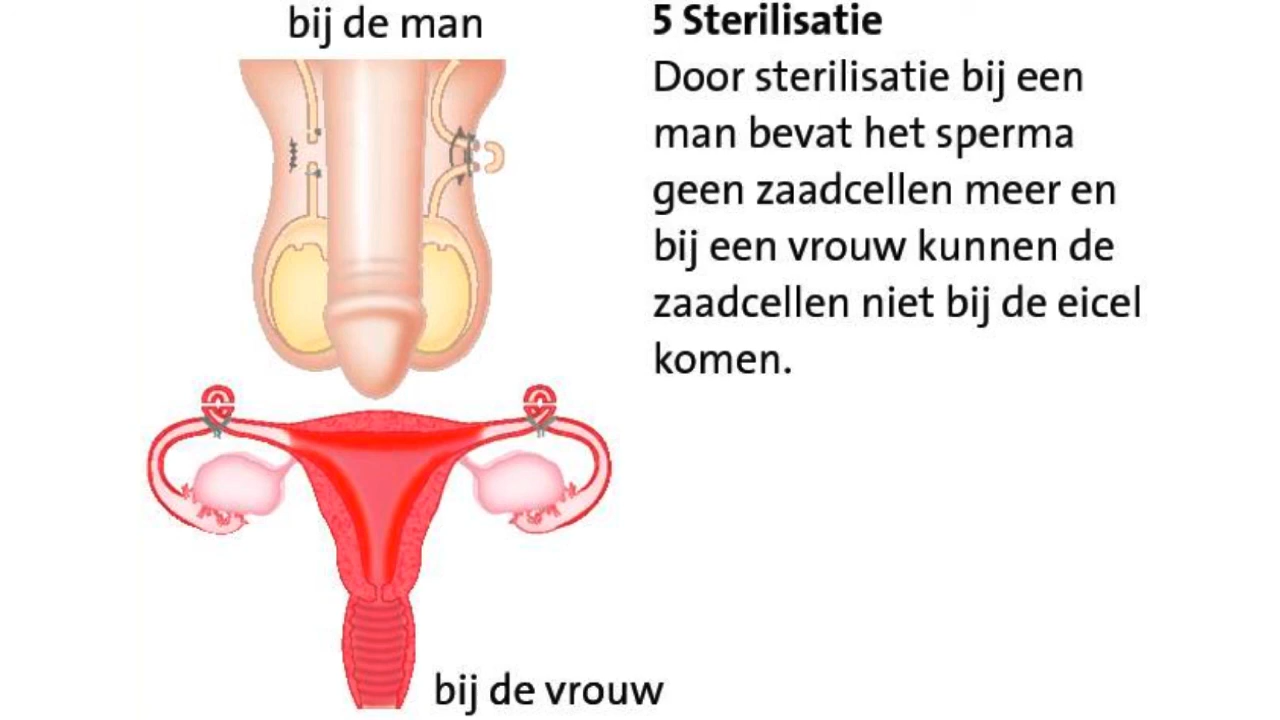 bij de man
5 Sterilisatie
Door sterilisatie bij een
man bevat het sperma
geen zaadcellen meer en
bij een vrouw kunnen de
zaadcellen niet bij de eicel
komen.
bij de vrouw